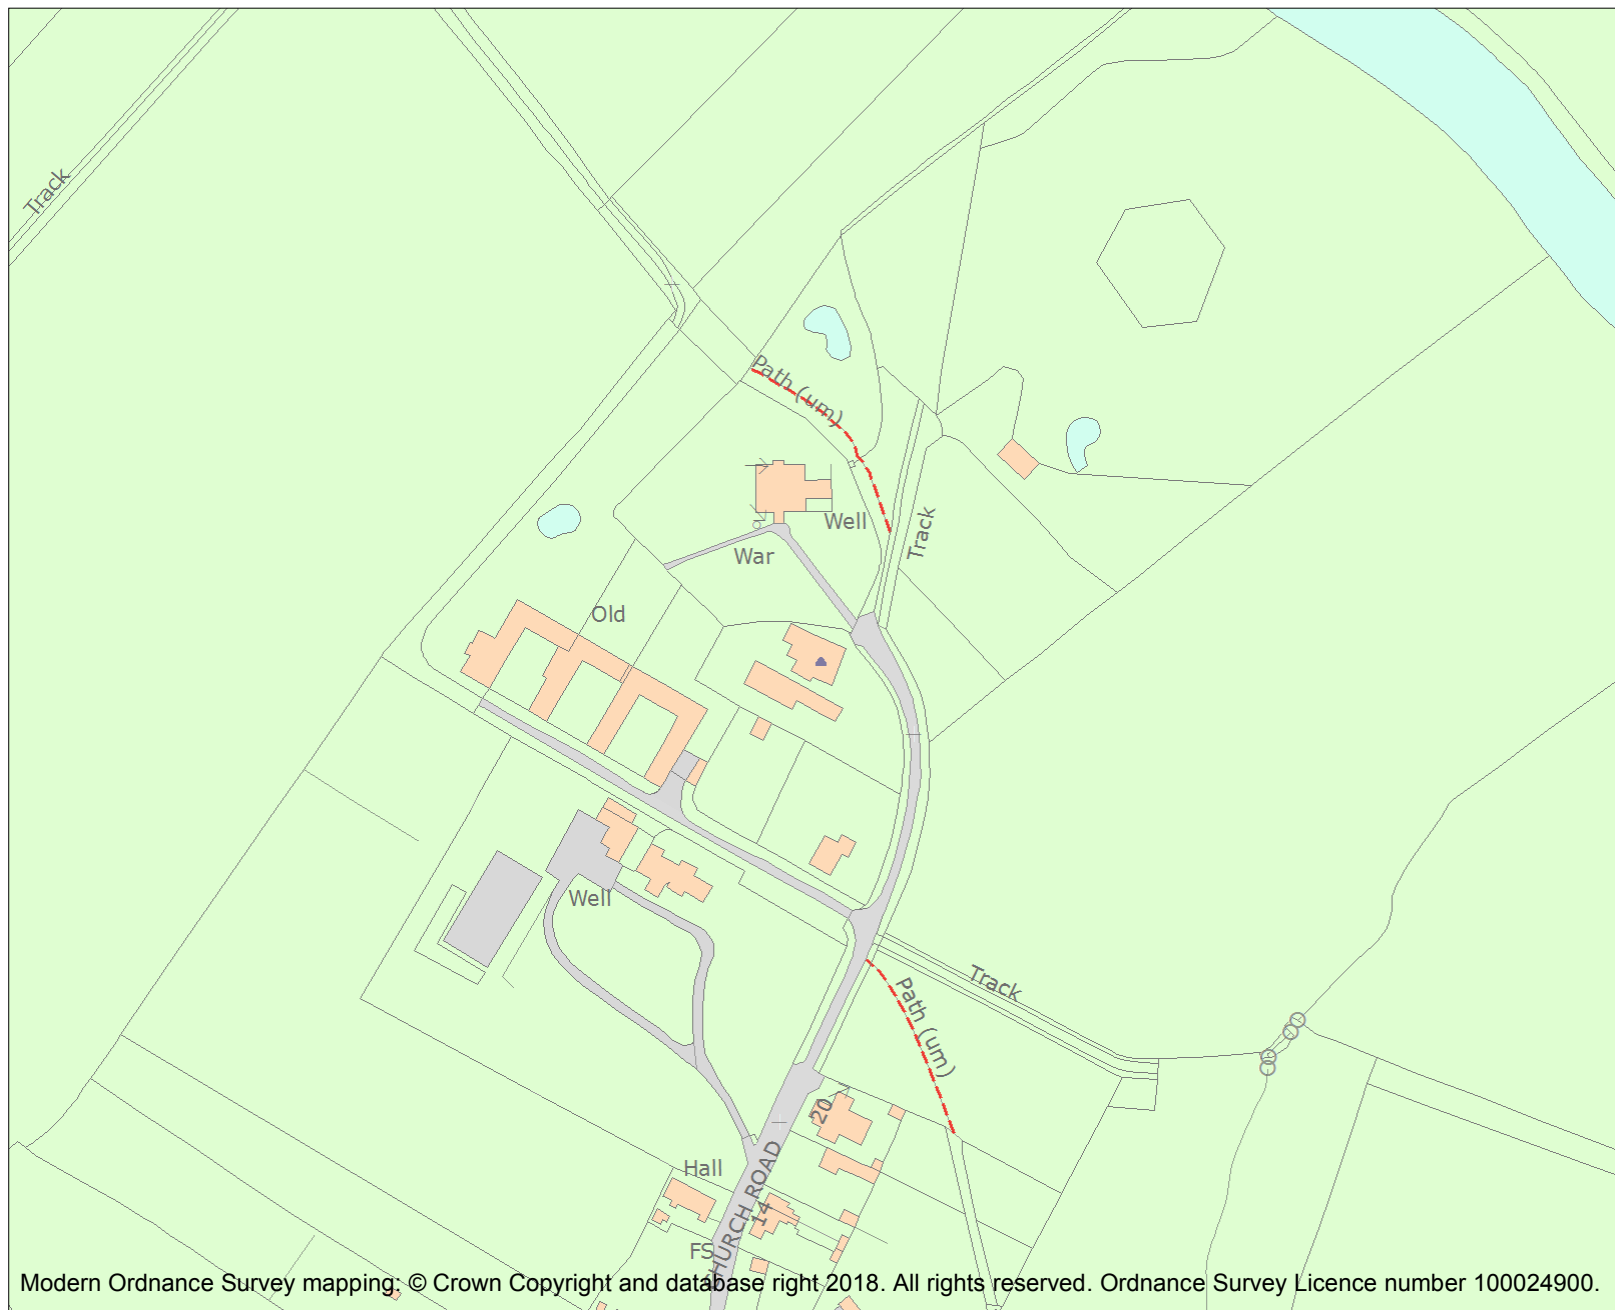 Track
Path (um)
Well
Track
War
Old
Well
Track
Path (um)
20
Hall
14
FS
Modern Ordnance Survey mapping: © Crown Copyright and database right 2018. All rights reserved. Ordnance Survey Licence number 100024900.
CHURCH ROAD